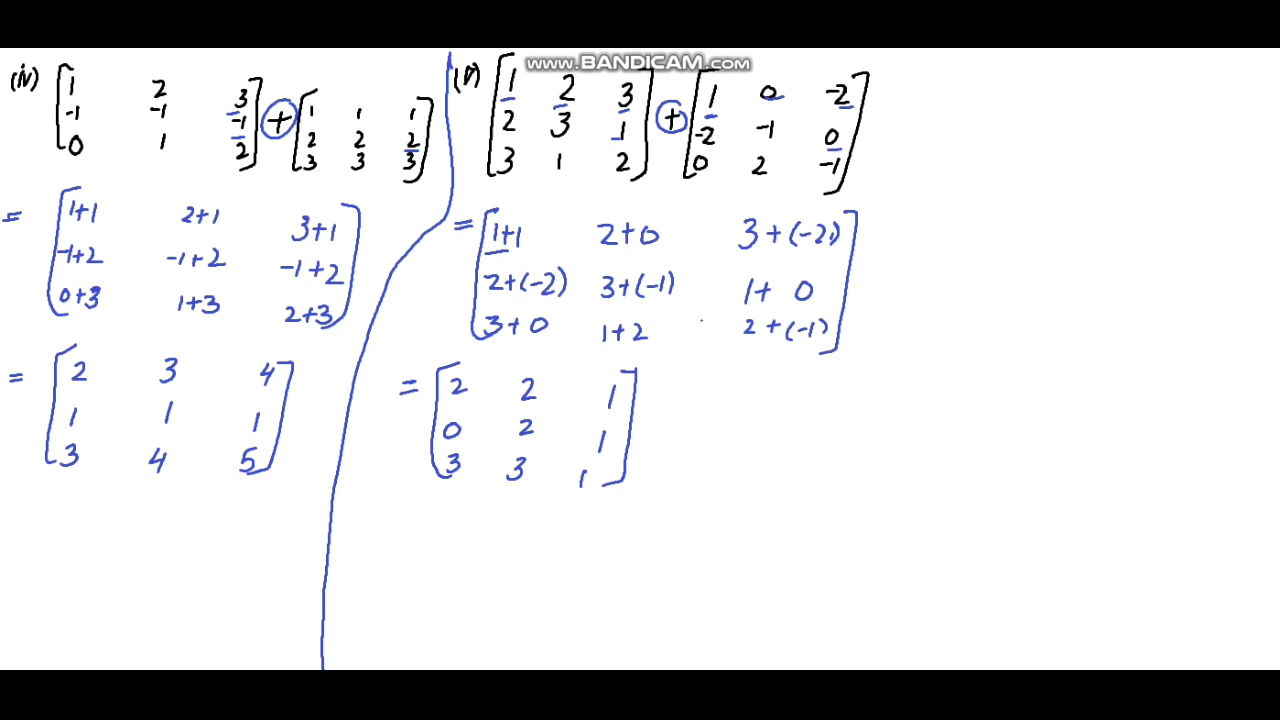 www.BANDICAM.com
(iv) [1 2 3
-1 -1 -1
0 1 2] + [1 1 1
2 2 2
3 3 3]
= [1+1 2+1 3+1
-1+2 -1+2 -1+2
0+3 1+3 2+3]
= [2 3 4
1 1 1
3 4 5]
(v) [1 2 3
2 3 1
3 1 2] + [1 0 -2
-2 -1 0
0 2 -1]
= [1+1 2+0 3+(-2)
2+(-2) 3+(-1) 1+0
3+0 1+2 2+(-1)]
= [2 2 1
0 2 1
3 3 1]